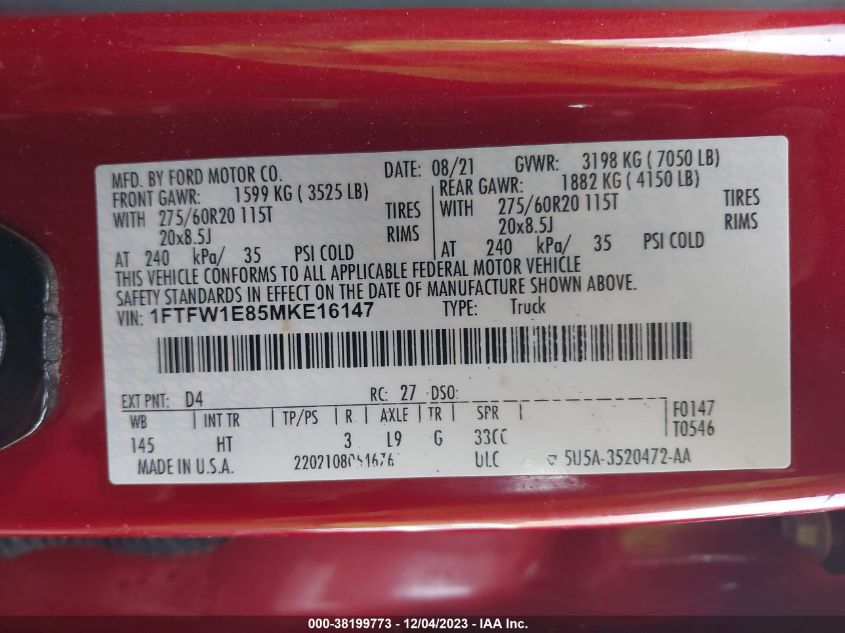 MFD. BY FORD MOTOR CO. DATE: 08/21 GVWR: 3198 KG ( 7050 LB)
FRONT GAWR: 1599 KG ( 3525 LB) REAR GAWR: 1882 KG ( 4150 LB)
WITH 275/60R20 115T TIRES WITH 275/60R20 115T TIRES
20x8.5J RIMS 20x8.5J RIMS
AT 240 kPa/ 35 PSI COLD AT 240 kPa/ 35 PSI COLD
THIS VEHICLE CONFORMS TO ALL APPLICABLE FEDERAL MOTOR VEHICLE
SAFETY STANDARDS IN EFFECT ON THE DATE OF MANUFACTURE SHOWN ABOVE.
VIN: 1FTFW1E85MKE16147 TYPE: Truck
EXT PNT: D4 RC: 27 DSO:
WB INT TR TP/PS R AXLE TR SPR F0147
145 HT 3 L9 G 33CC T0546
MADE IN U.S.A. ULC 5U5A-3520472-AA
000-38199773 - 12/04/2023 - IAA Inc.